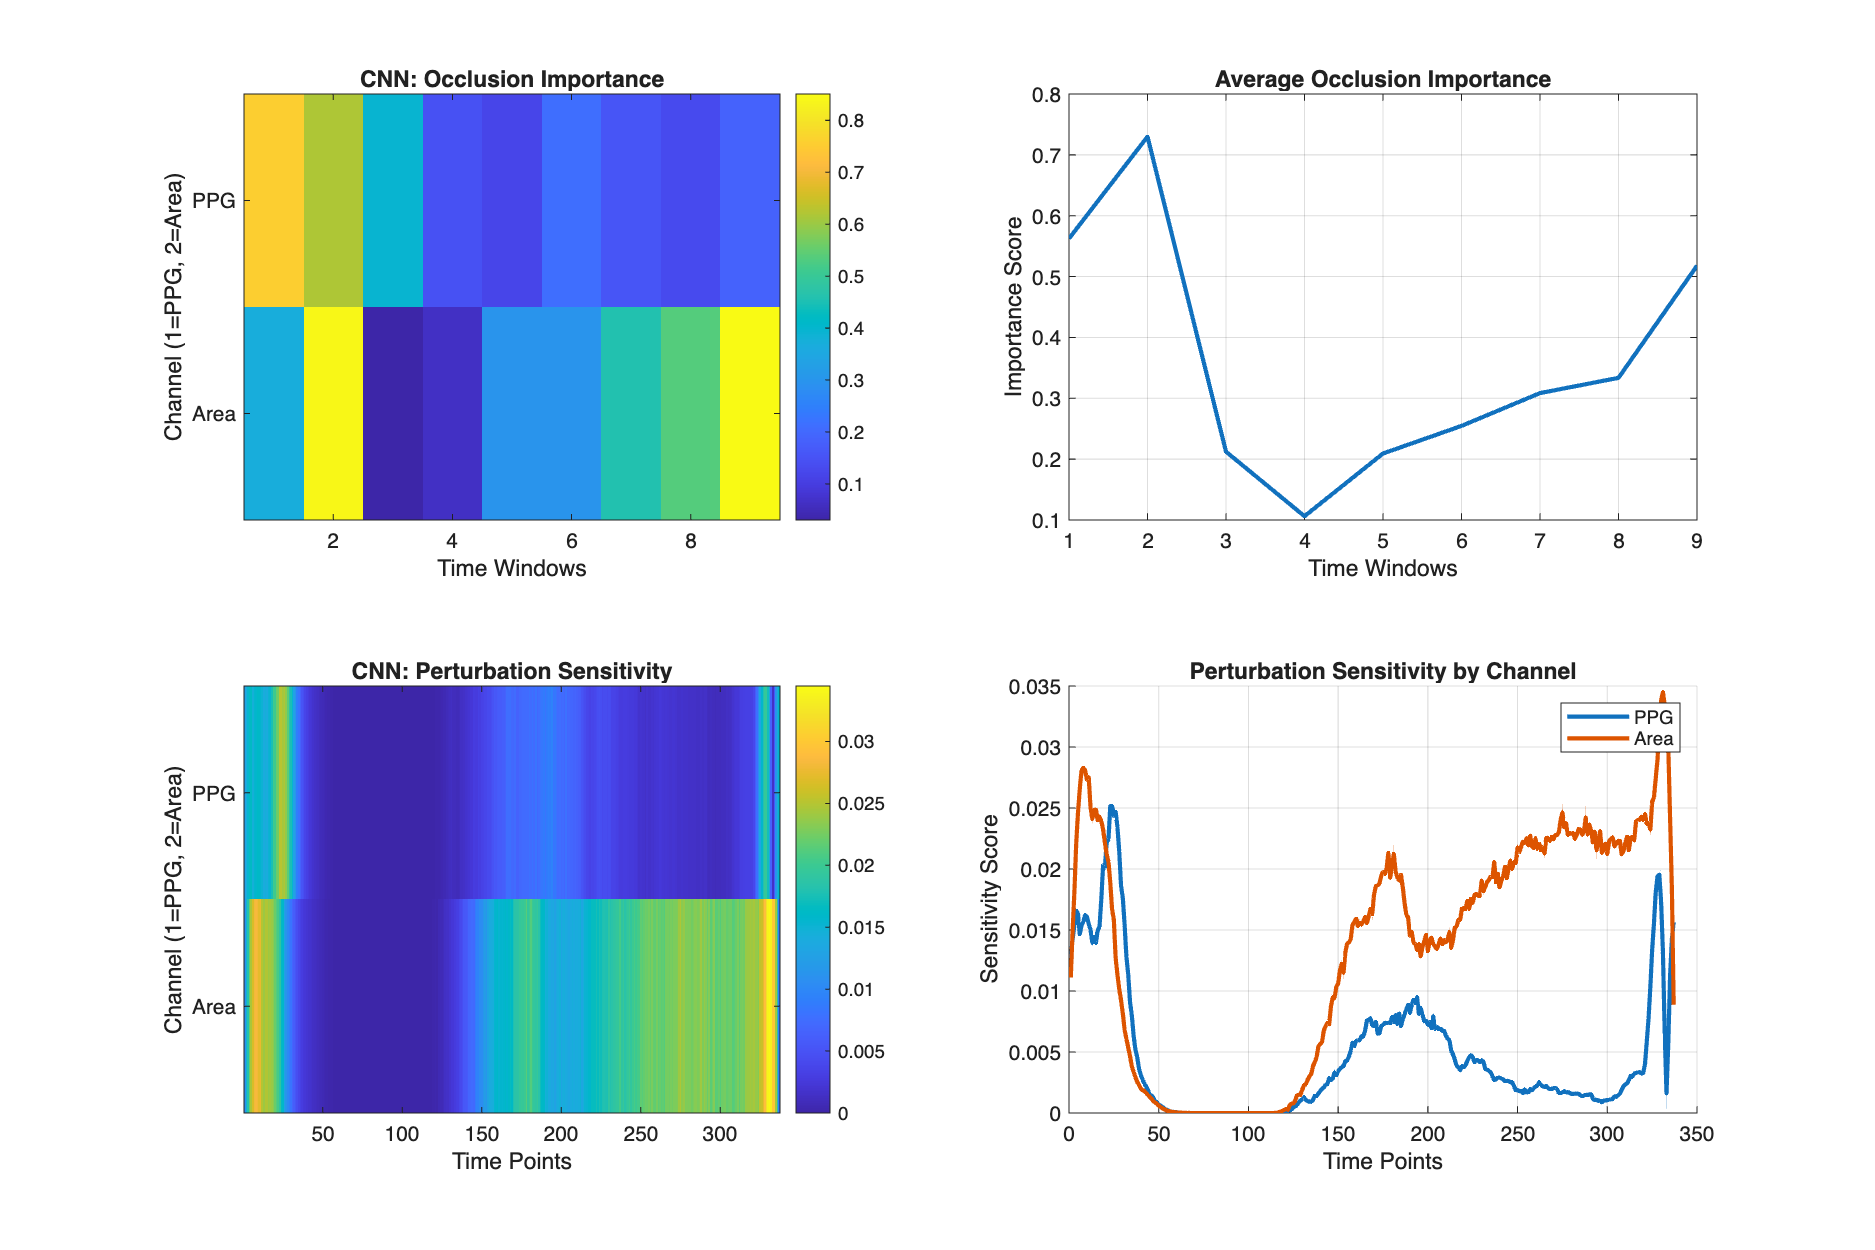 CNN: Occlusion Importance
Channel (1=PPG, 2=Area)
PPG
Area
2 4 6 8
Time Windows
0.8
0.7
0.6
0.5
0.4
0.3
0.2
0.1
Average Occlusion Importance
Importance Score
0.8
0.7
0.6
0.5
0.4
0.3
0.2
0.1
1 2 3 4 5 6 7 8 9
Time Windows
CNN: Perturbation Sensitivity
Channel (1=PPG, 2=Area)
PPG
Area
50 100 150 200 250 300
Time Points
0.03
0.025
0.02
0.015
0.01
0.005
0
Perturbation Sensitivity by Channel
Sensitivity Score
0.035
0.03
0.025
0.02
0.015
0.01
0.005
0
PPG
Area
0 50 100 150 200 250 300 350
Time Points